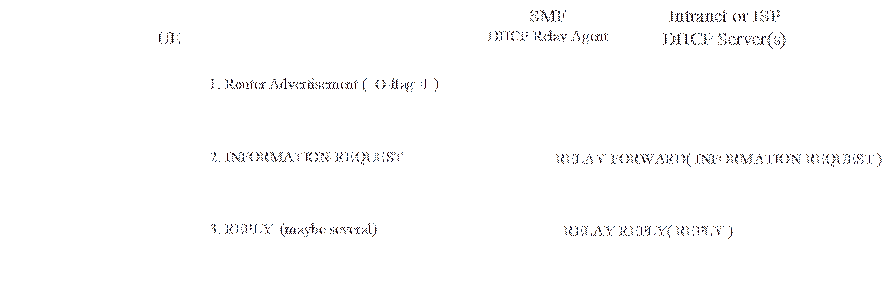 SMF
Intranet or ISP
UE
DHCP Relay Agent
DHCP Server(s)
1. Router Advertisement ( O-flag=1 )
2. INFORMATION-REQUEST
RELAY-FORWARD( INFORMATION-REQUEST )
3. REPLY (maybe several)
RELAY-REPLY( REPLY )